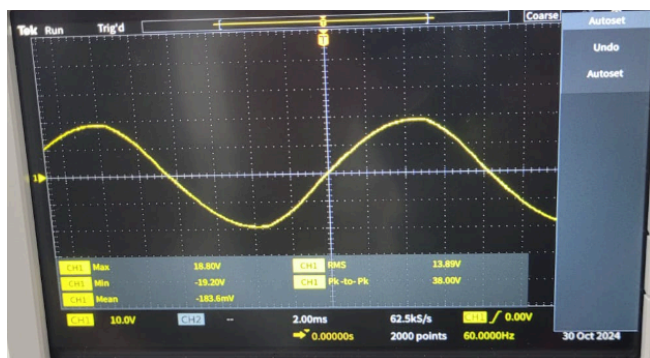 Tek Run Trig'd Coarse
Autoset
Undo
Autoset
T
1
CH1 Max 18.80V CH1 RMS 13.89V
CH1 Min -19.20V CH1 Pk-to-Pk 38.00V
CH1 Mean -183.6mV
CH1 10.0V CH2 -- 2.00ms 62.5kS/s CH1 / 0.00V
0.00000s 2000 points 60.0000Hz 30 Oct 2024